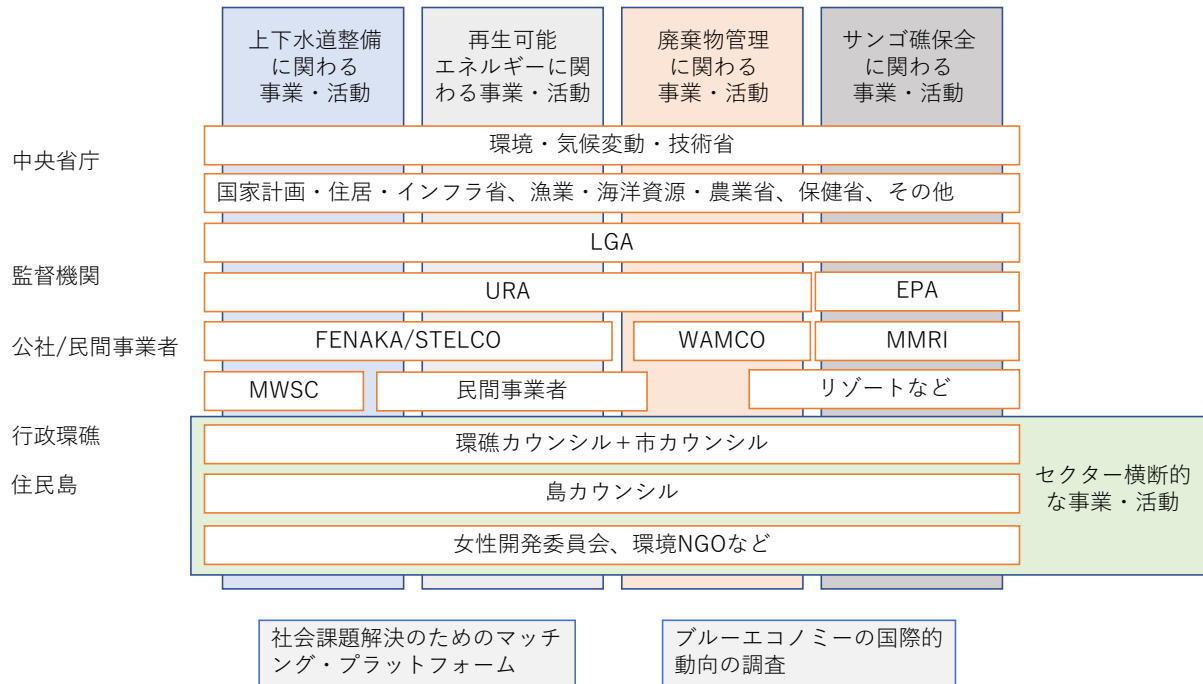 上下水道整備
に関わる
事業・活動
再生可能
エネルギーに関
わる事業・活動
廃棄物管理
に関わる
事業・活動
サンゴ礁保全
に関わる
事業・活動
中央省庁
環境・気候変動・技術省
国家計画・住居・インフラ省、漁業・海洋資源・農業省、保健省、その他
監督機関
LGA
URA
EPA
公社/民間事業者
FENAKA/STELCO
WAMCO
MMRI
MWSC
民間事業者
リゾートなど
行政環礁
環礁カウンシル+市カウンシル
住民島
島カウンシル
セクター横断的
な事業・活動
女性開発委員会、環境NGOなど
社会課題解決のためのマッチ
ング・プラットフォーム
ブルーエコノミーの国際的
動向の調査